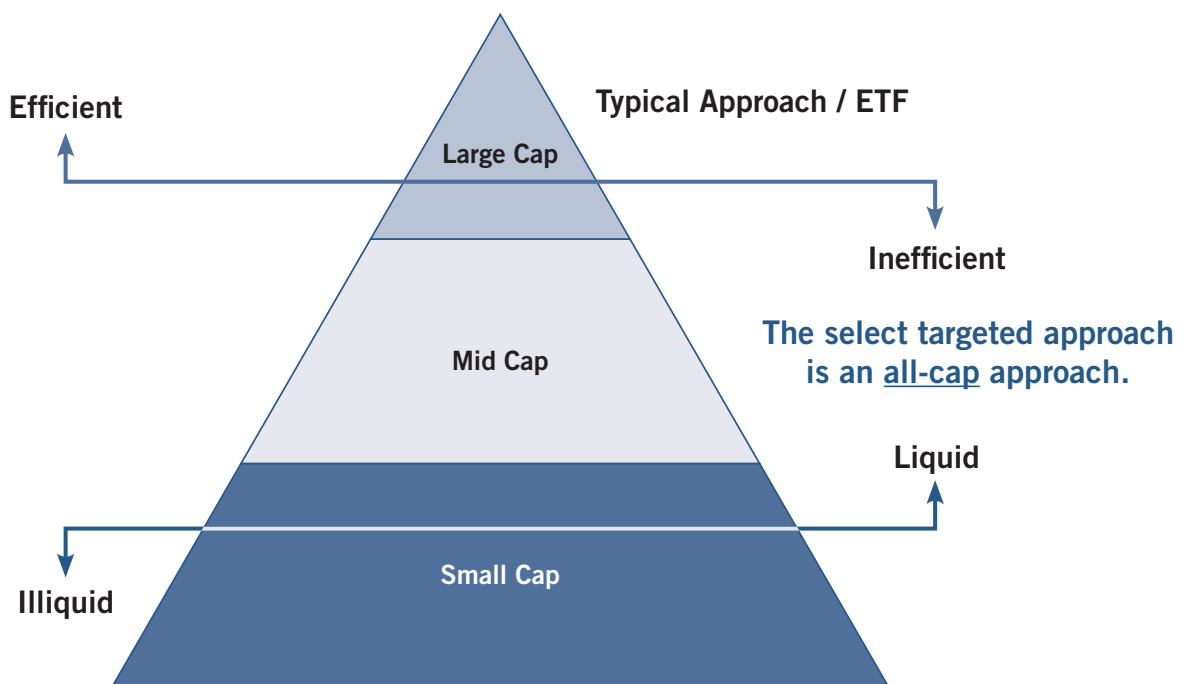 Efficient
Typical Approach / ETF
Large Cap
Inefficient
The select targeted approach
is an all-cap approach.
Mid Cap
Liquid
Small Cap
Illiquid